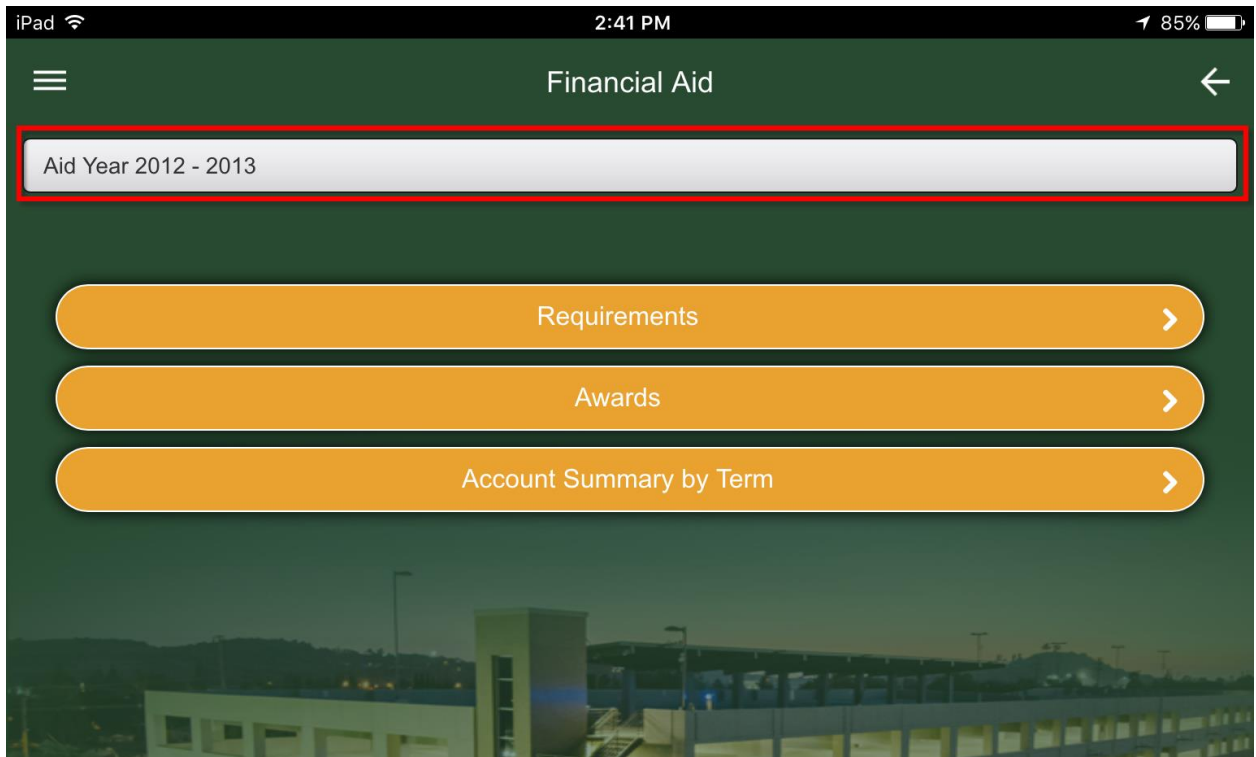 iPad 2:41 PM 85%
Financial Aid
Aid Year 2012 - 2013
Requirements
Awards
Account Summary by Term